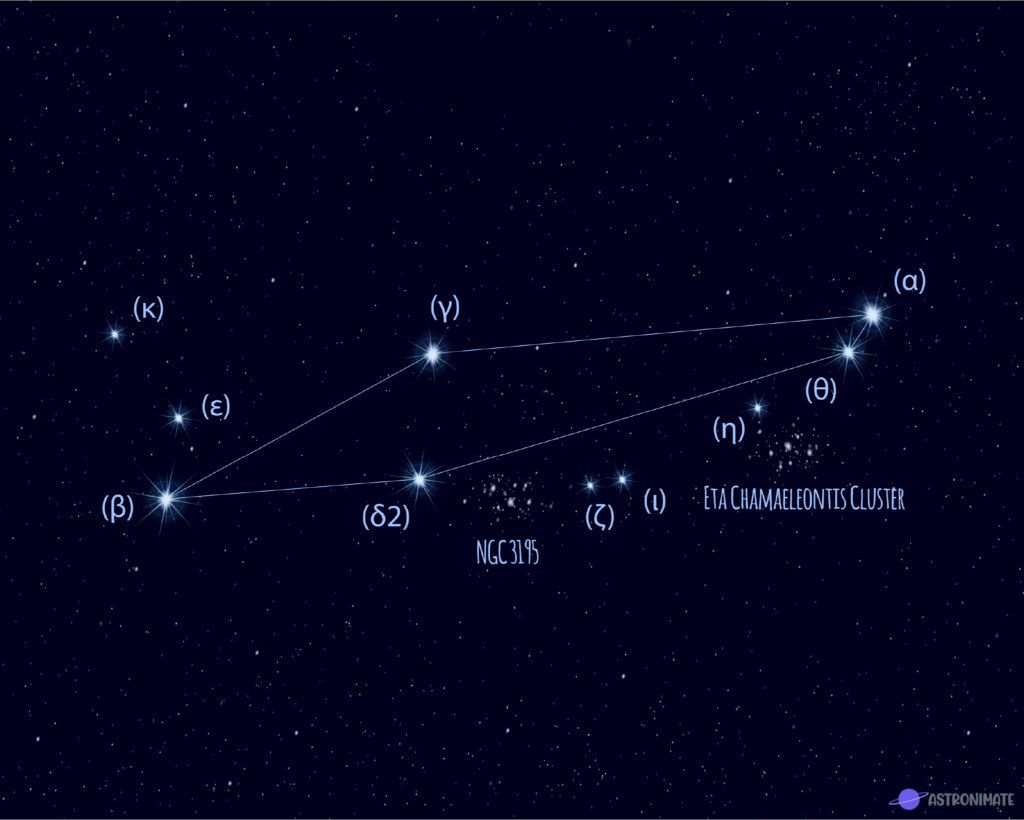 (α)
(κ)
(γ)
(θ)
(ε)
(η)
(β)
(δ2)
(ζ)
(ι)
Eta Chamaeleontis Cluster
NGC 3195
ASTRONIMATE